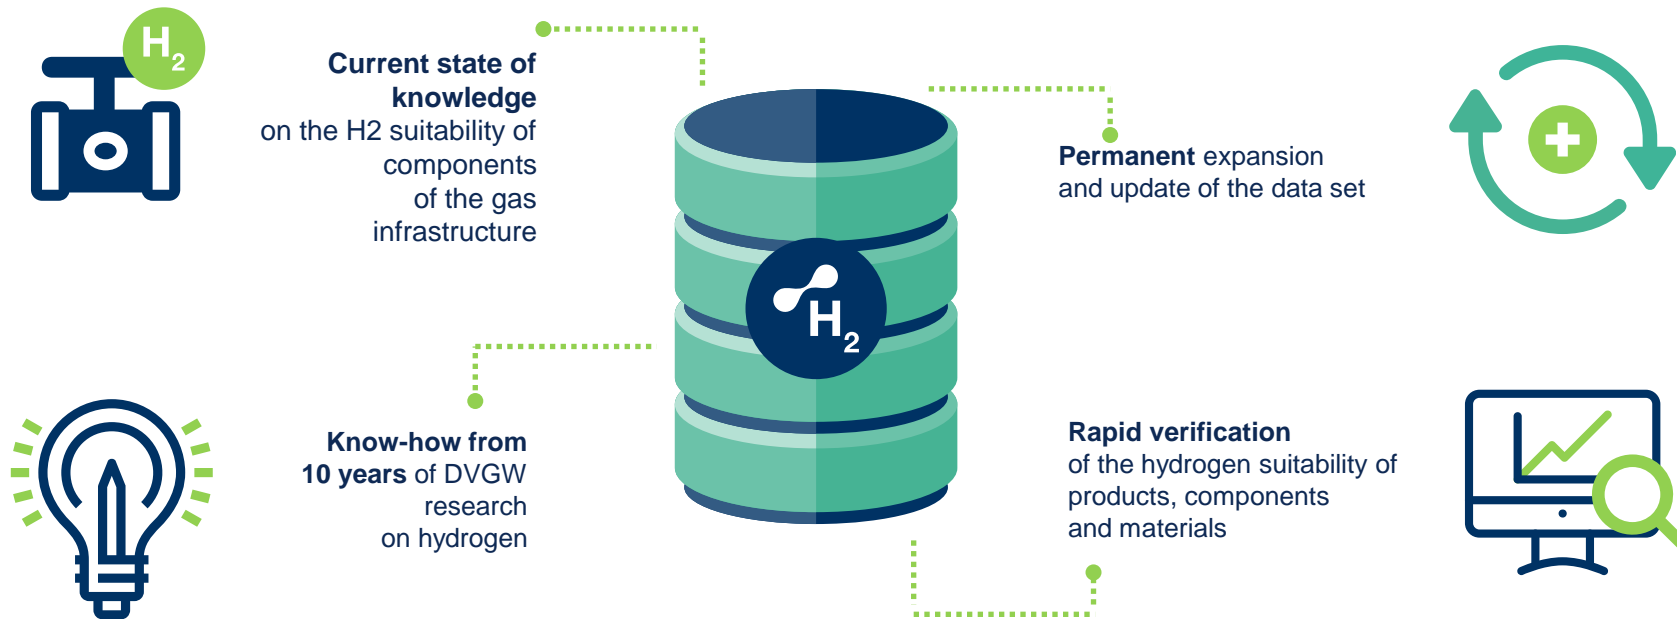 H2
Current state of
knowledge
on the H2 suitability of
components
of the gas
infrastructure
Permanent expansion
and update of the data set
H2
Know-how from
10 years of DVGW
research
on hydrogen
Rapid verification
of the hydrogen suitability of
products, components
and materials